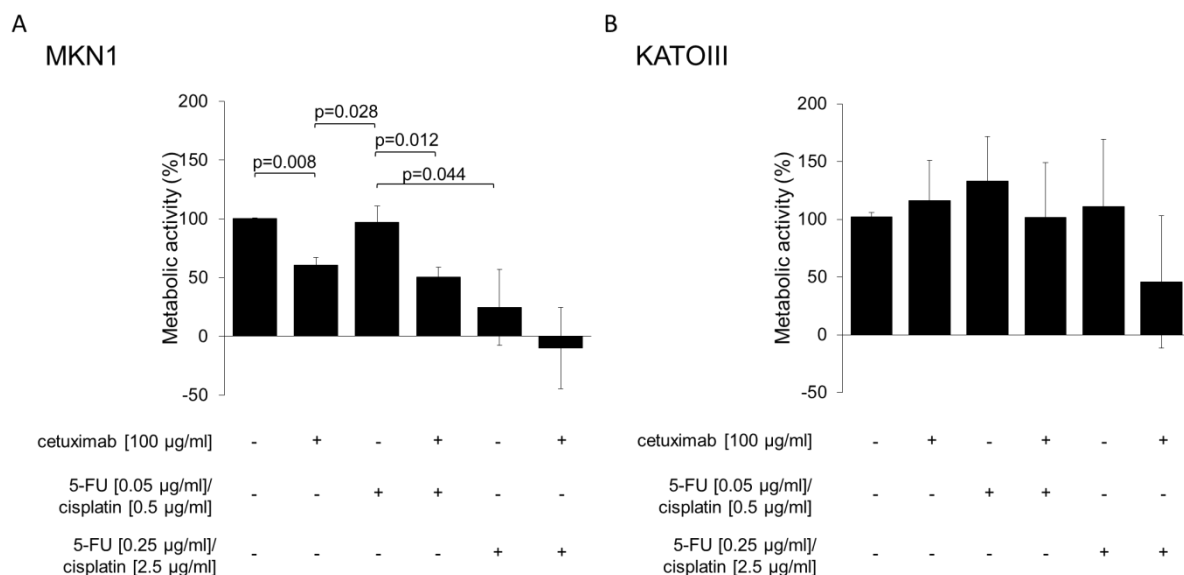 A
MKN1
Metabolic activity (%)
200
150
100
50
0
-50
p=0.008
p=0.028
p=0.012
p=0.044
cetuximab [100 µg/ml] - + - + - +
5-FU [0.05 µg/ml]/
cisplatin [0.5 µg/ml] - - + + - -
5-FU [0.25 µg/ml]/
cisplatin [2.5 µg/ml] - - - - + +
B
KATOIII
Metabolic activity (%)
200
150
100
50
0
-50
cetuximab [100 µg/ml] - + - + - +
5-FU [0.05 µg/ml]/
cisplatin [0.5 µg/ml] - - + + - -
5-FU [0.25 µg/ml]/
cisplatin [2.5 µg/ml] - - - - + +